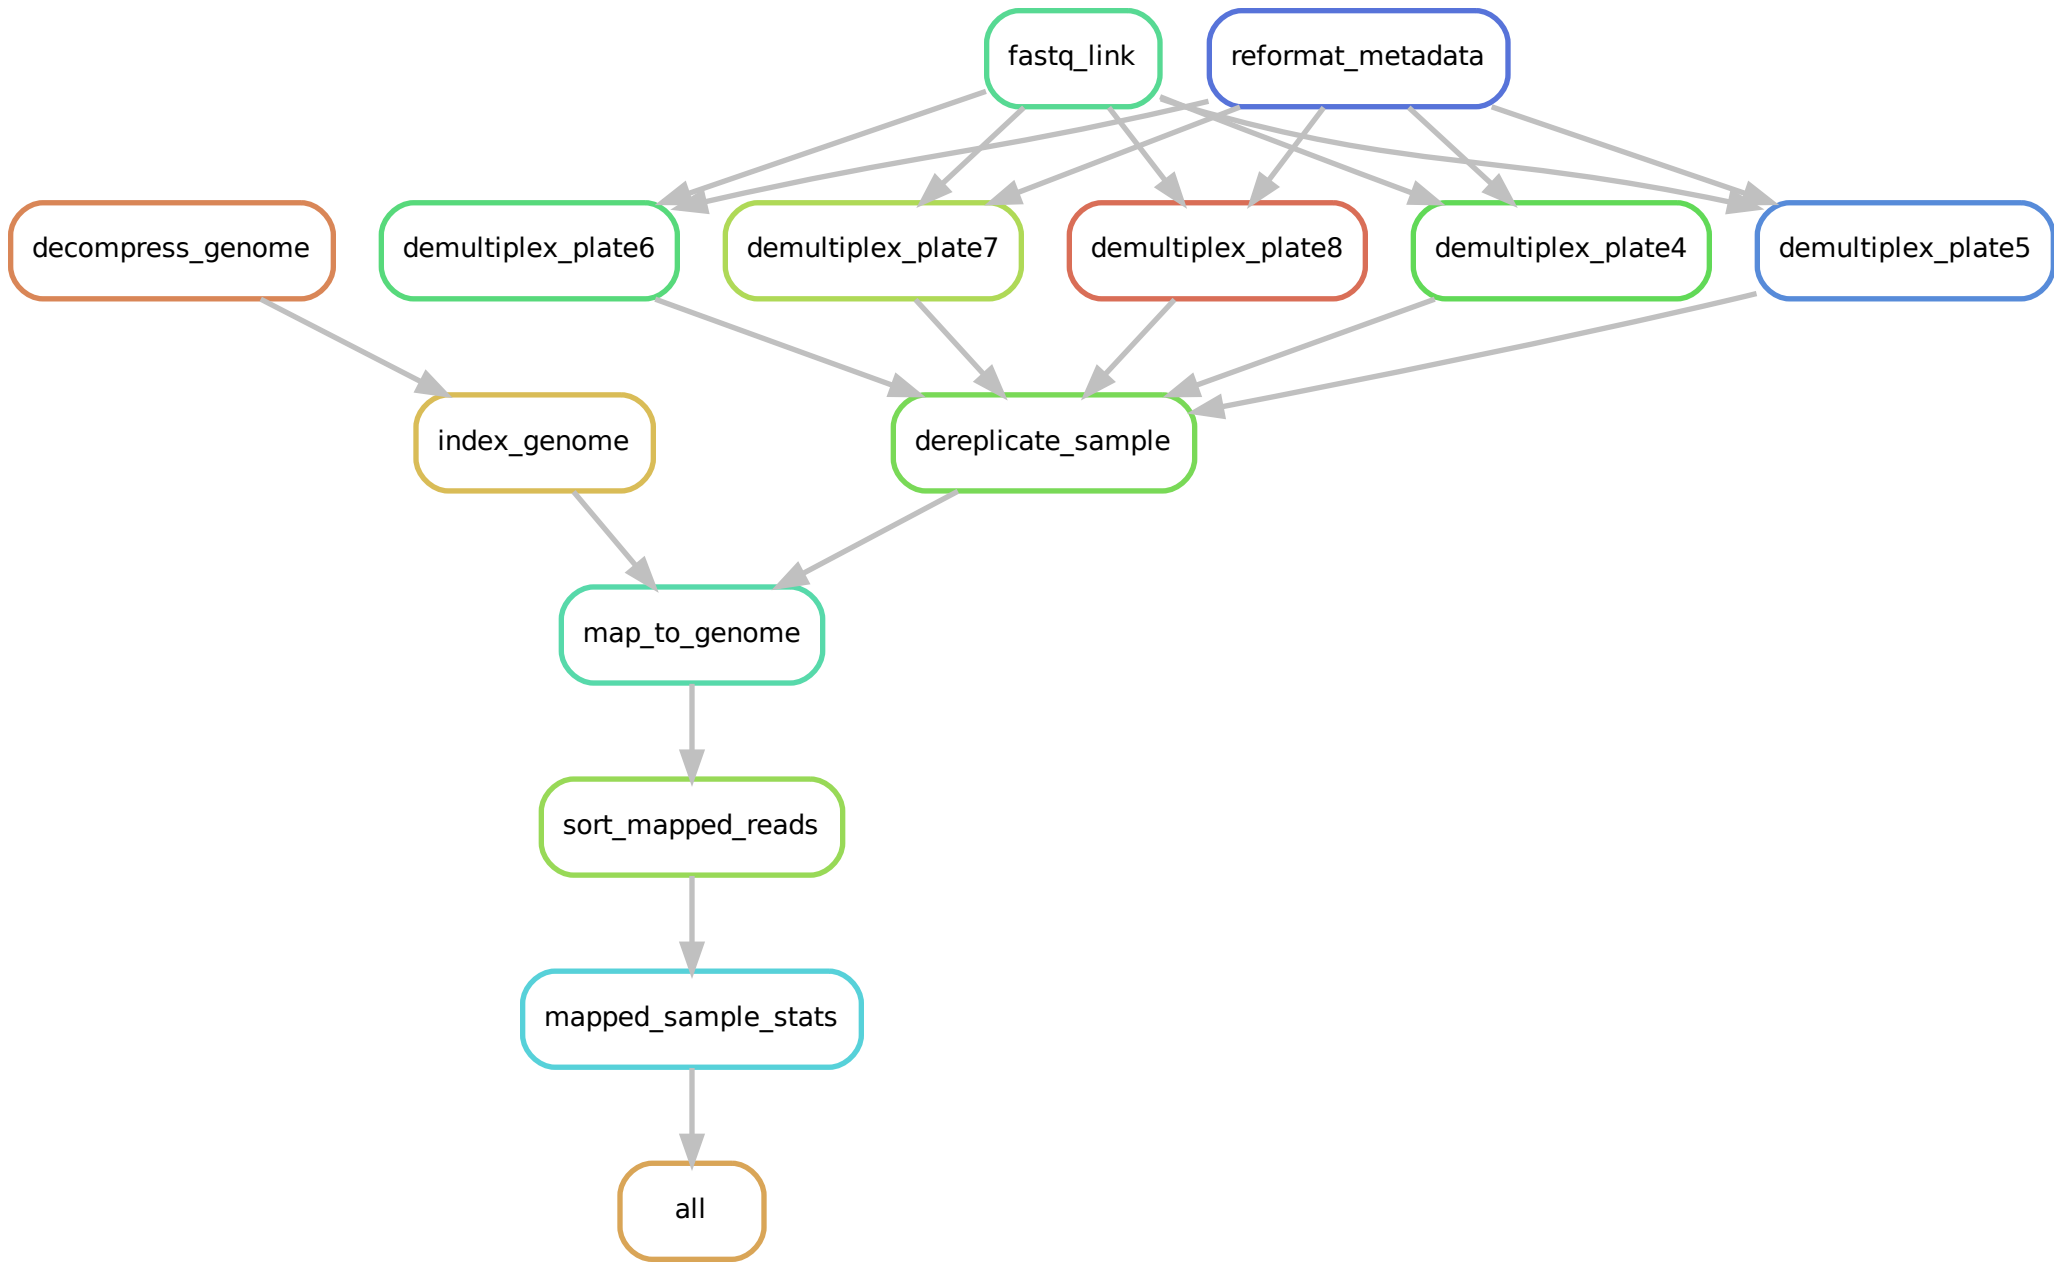 fastq_link
reformat_metadata
decompress_genome
demultiplex_plate6
demultiplex_plate7
demultiplex_plate8
demultiplex_plate4
demultiplex_plate5
index_genome
dereplicate_sample
map_to_genome
sort_mapped_reads
mapped_sample_stats
all